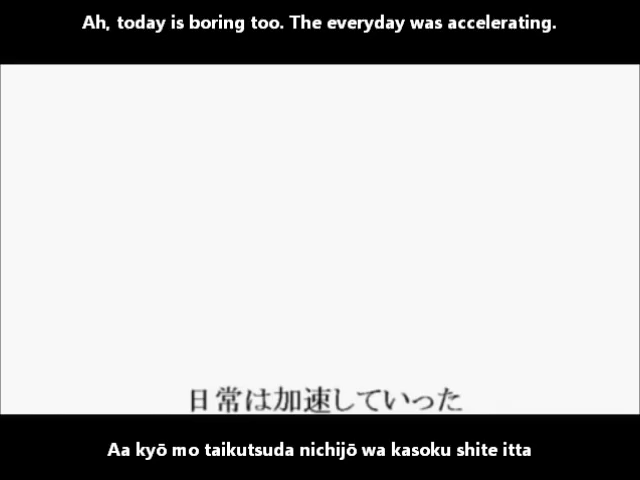 Ah, today is boring too. The everyday was accelerating.
日常は加速していった
Aa kyō mo taikutsuda nichijō wa kasoku shite itta